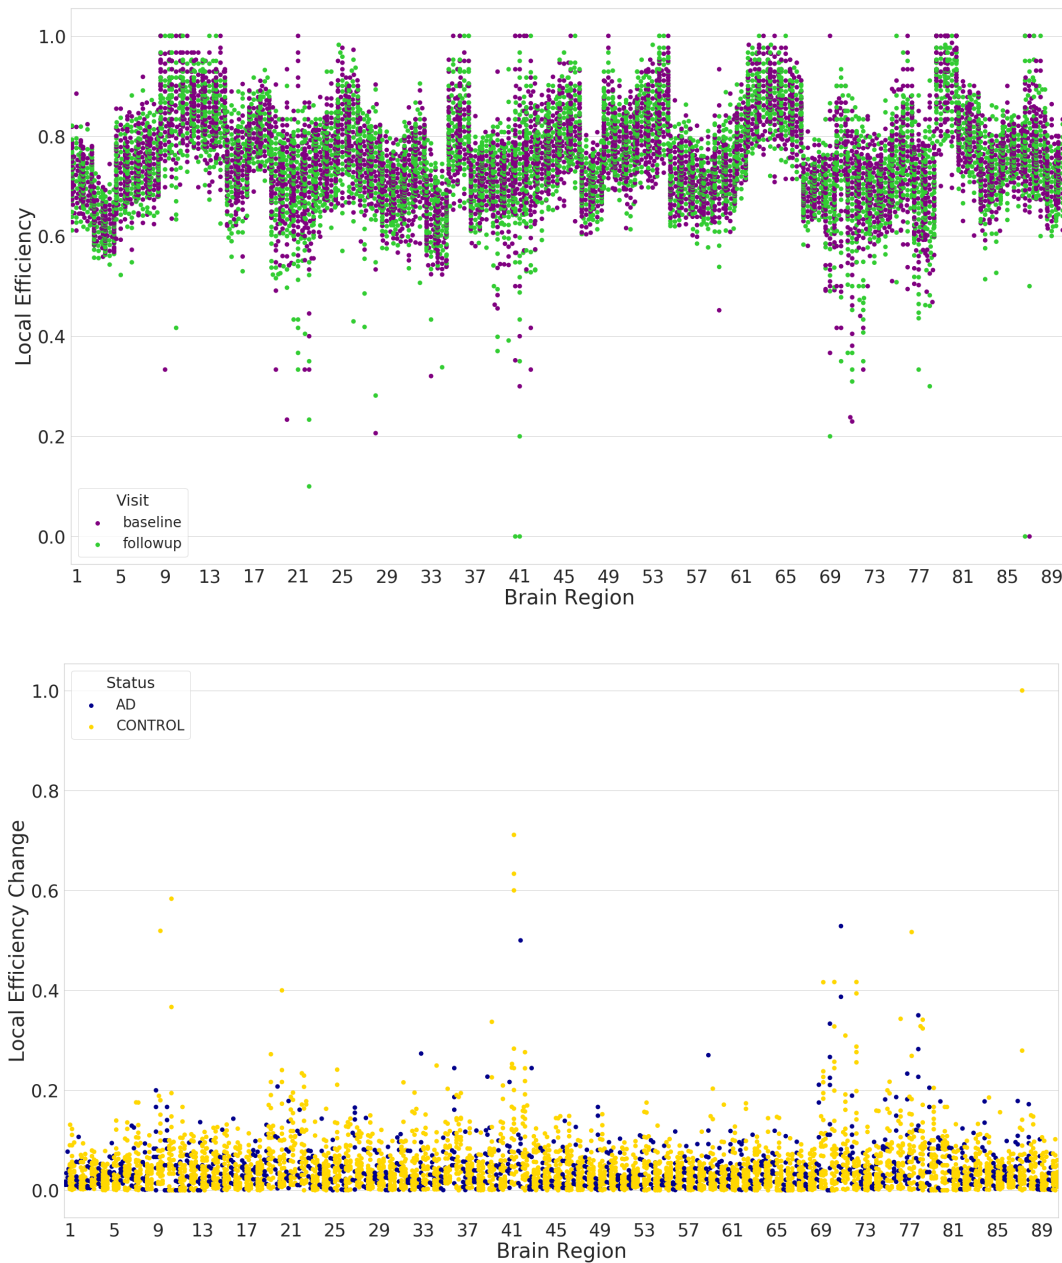 1.0
0.8
0.6
0.4
0.2
0.0
Local Efficiency
Visit
baseline
followup
1 5 9 13 17 21 25 29 33 37 41 45 49 53 57 61 65 69 73 77 81 85 89
Brain Region
Status
AD
CONTROL
1.0
0.8
0.6
0.4
0.2
0.0
Local Efficiency Change
1 5 9 13 17 21 25 29 33 37 41 45 49 53 57 61 65 69 73 77 81 85 89
Brain Region